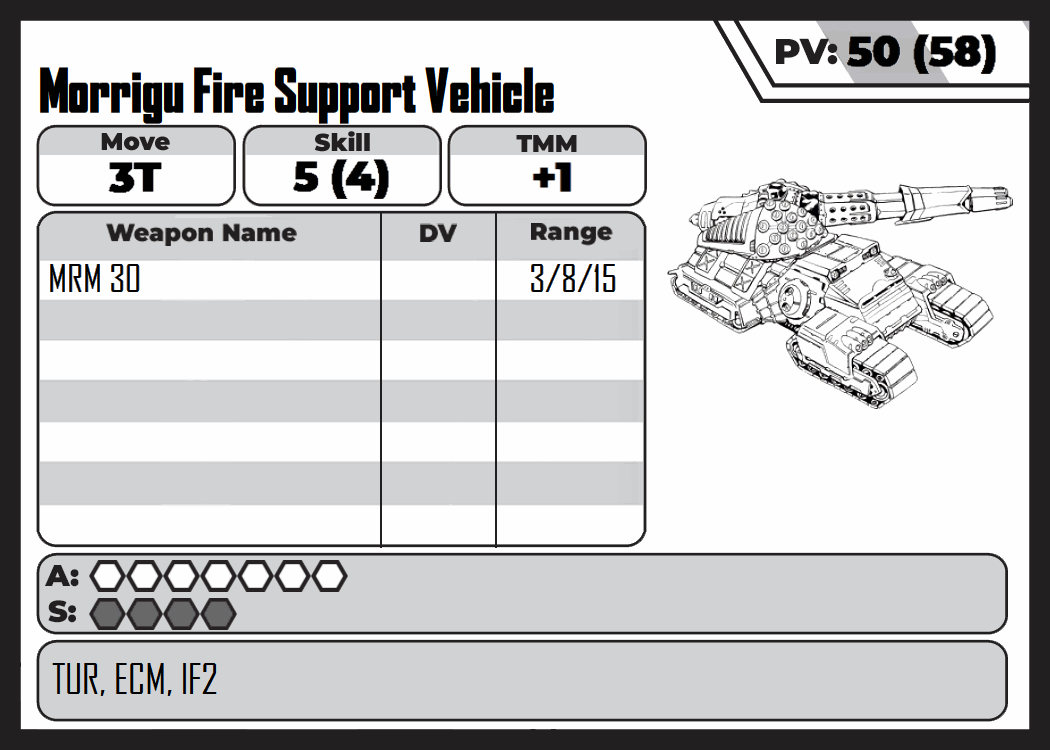 PV: 50 (58)
Morrigu Fire Support Vehicle
Move Skill TMM
3T 5 (4) +1
Weapon Name DV Range
MRM 30 3/8/15
A:
S:
TUR, ECM, IF2